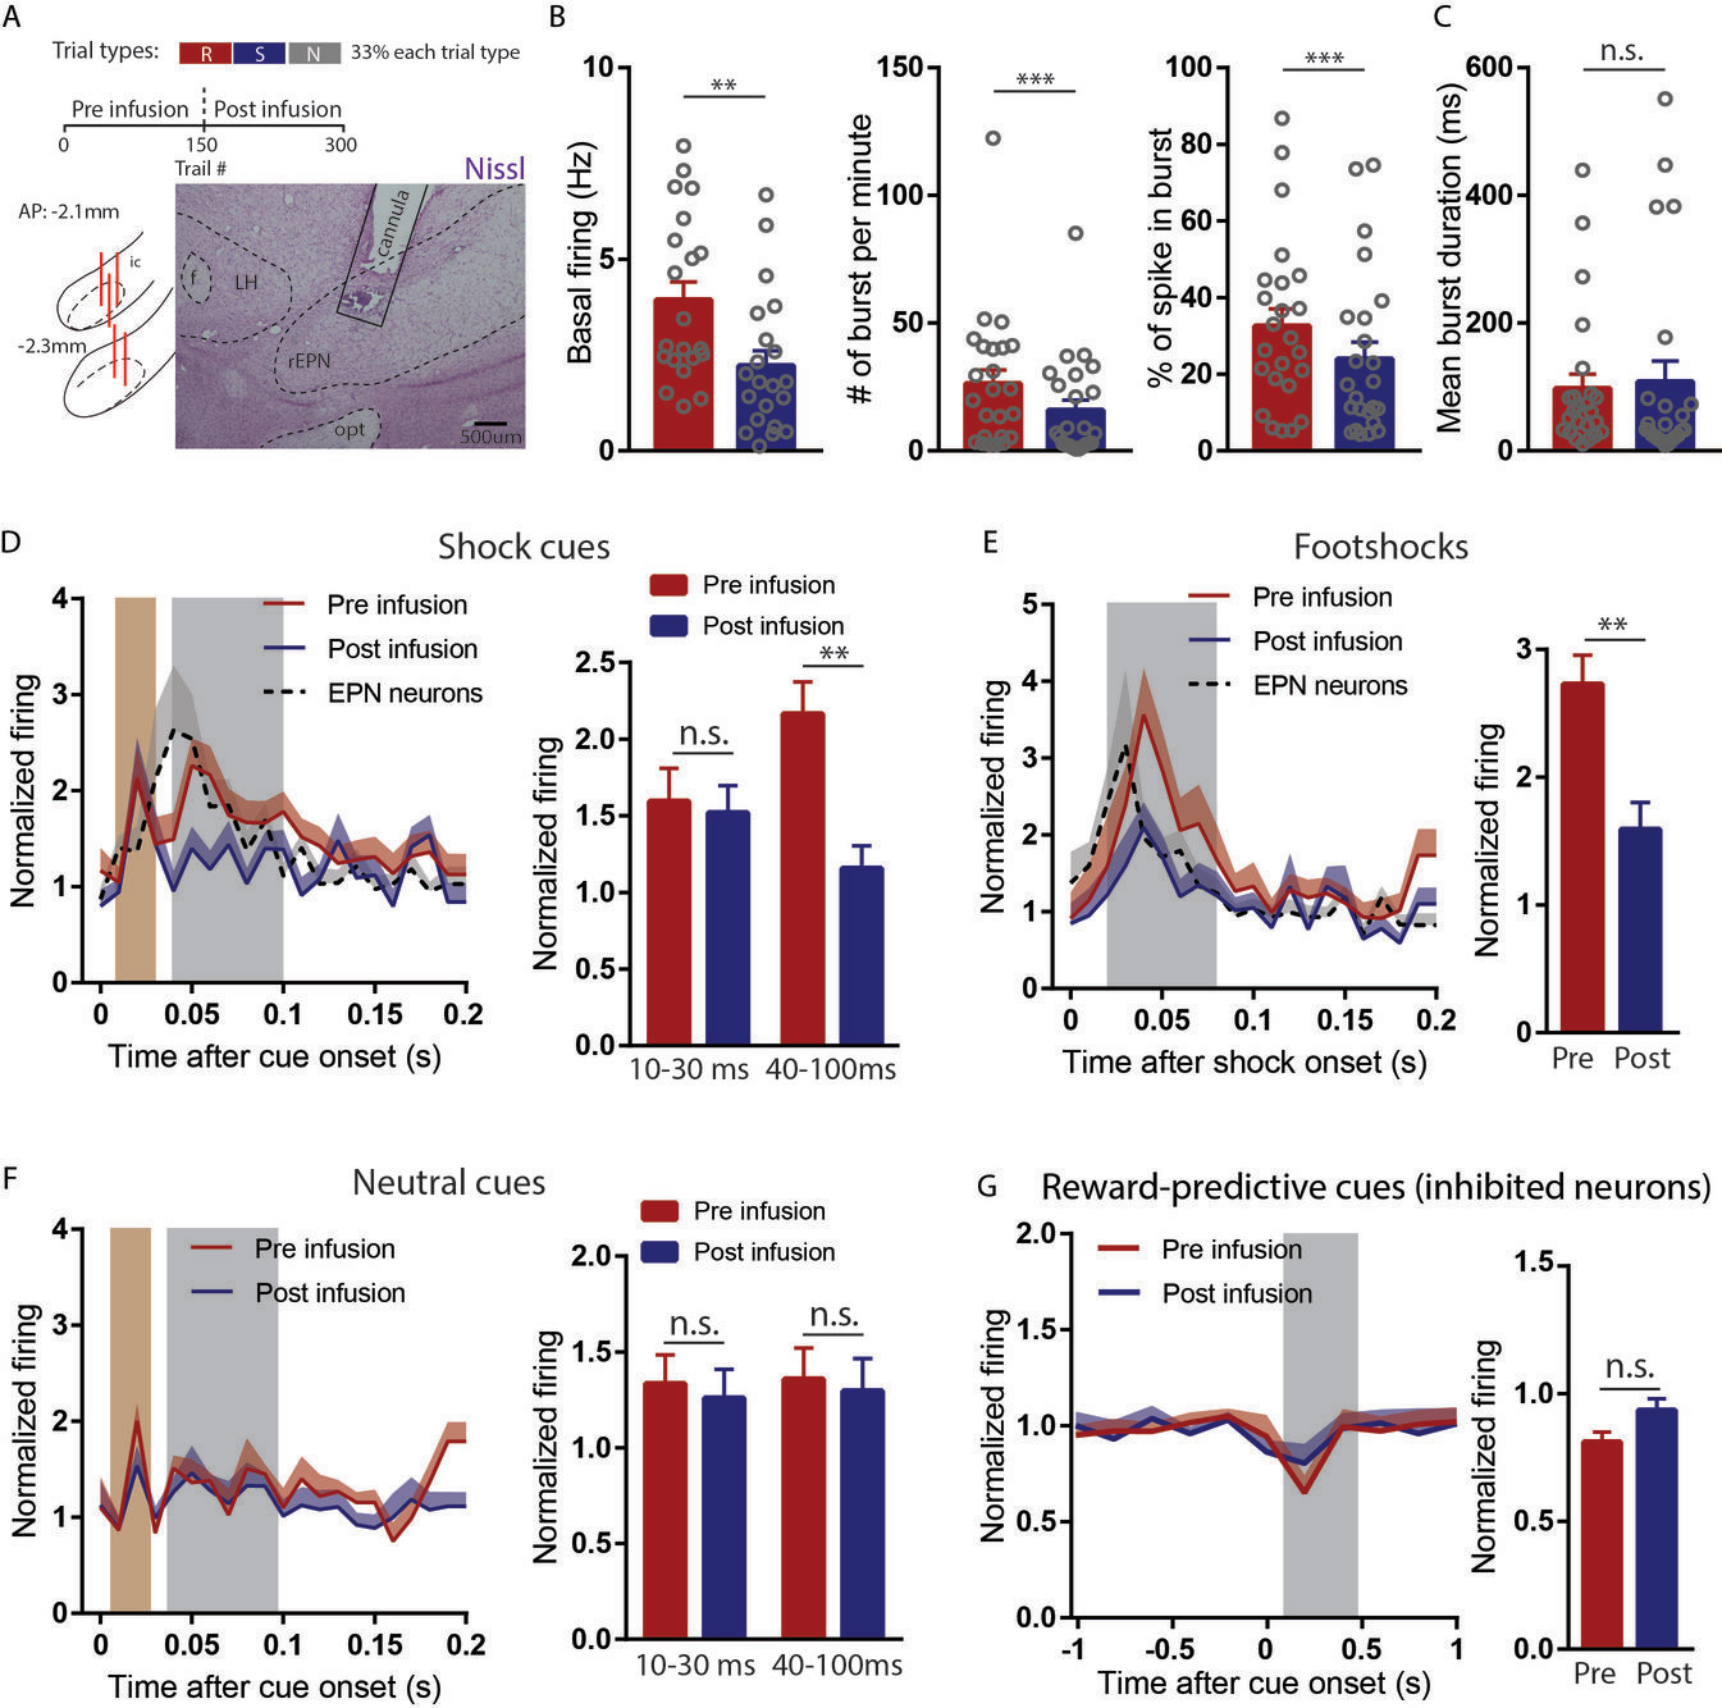 A
Trial types: R S N 33% each trial type
Pre infusion Post infusion
0 150 300
Trail #
Nissl
AP: -2.1mm
ic
-2.3mm
f
LH
cannula
rEPN
opt
500um
B
10
5
0
Basal firing (Hz)
**
150
100
50
0
# of burst per minute
***
100
80
60
40
20
0
% of spike in burst
***
C
600
400
200
0
Mean burst duration (ms)
n.s.
D
Shock cues
4
3
2
1
0
Normalized firing
Pre infusion
Post infusion
EPN neurons
0 0.05 0.1 0.15 0.2
Time after cue onset (s)
Pre infusion
Post infusion
2.5
2.0
1.5
1.0
0.5
0.0
Normalized firing
n.s.
**
10-30 ms 40-100ms
E
Footshocks
5
4
3
2
1
0
Normalized firing
Pre infusion
Post infusion
EPN neurons
0 0.05 0.1 0.15 0.2
Time after shock onset (s)
3
2
1
0
Normalized firing
**
Pre Post
F
Neutral cues
4
3
2
1
0
Normalized firing
Pre infusion
Post infusion
0 0.05 0.1 0.15 0.2
Time after cue onset (s)
Pre infusion
Post infusion
2.0
1.5
1.0
0.5
0.0
Normalized firing
n.s.
n.s.
10-30 ms 40-100ms
G
Reward-predictive cues (inhibited neurons)
2.0
1.5
1.0
0.5
0.0
Normalized firing
Pre infusion
Post infusion
-1 -0.5 0 0.5 1
Time after cue onset (s)
1.5
1.0
0.5
0.0
Normalized firing
n.s.
Pre Post